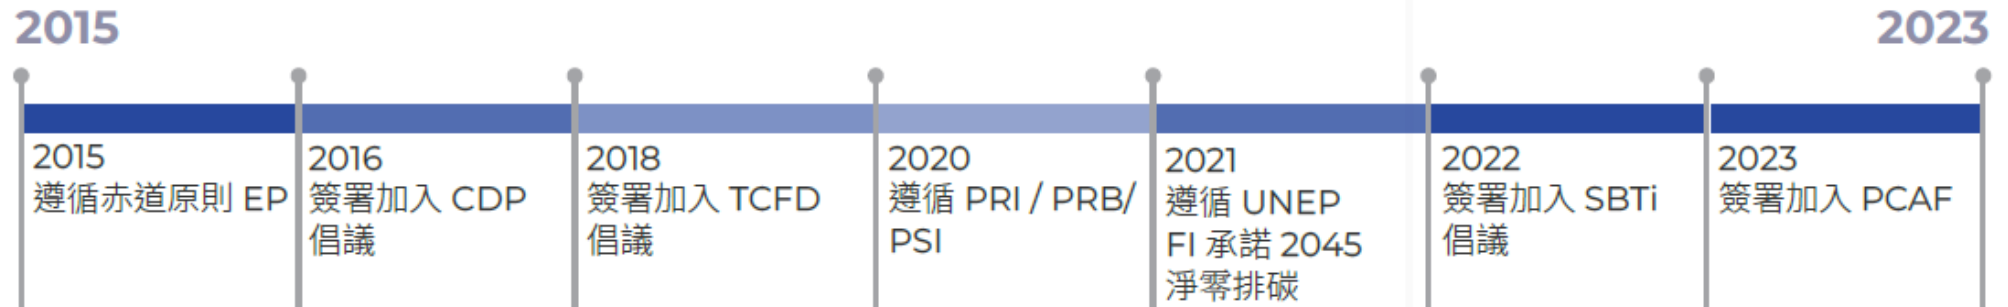 2015
2023
2015
遵循赤道原則 EP
2016
簽署加入 CDP
倡議
2018
簽署加入 TCFD
倡議
2020
遵循 PRI / PRB/
PSI
2021
遵循 UNEP
FI 承諾 2045
淨零排碳
2022
簽署加入 SBTi
倡議
2023
簽署加入 PCAF